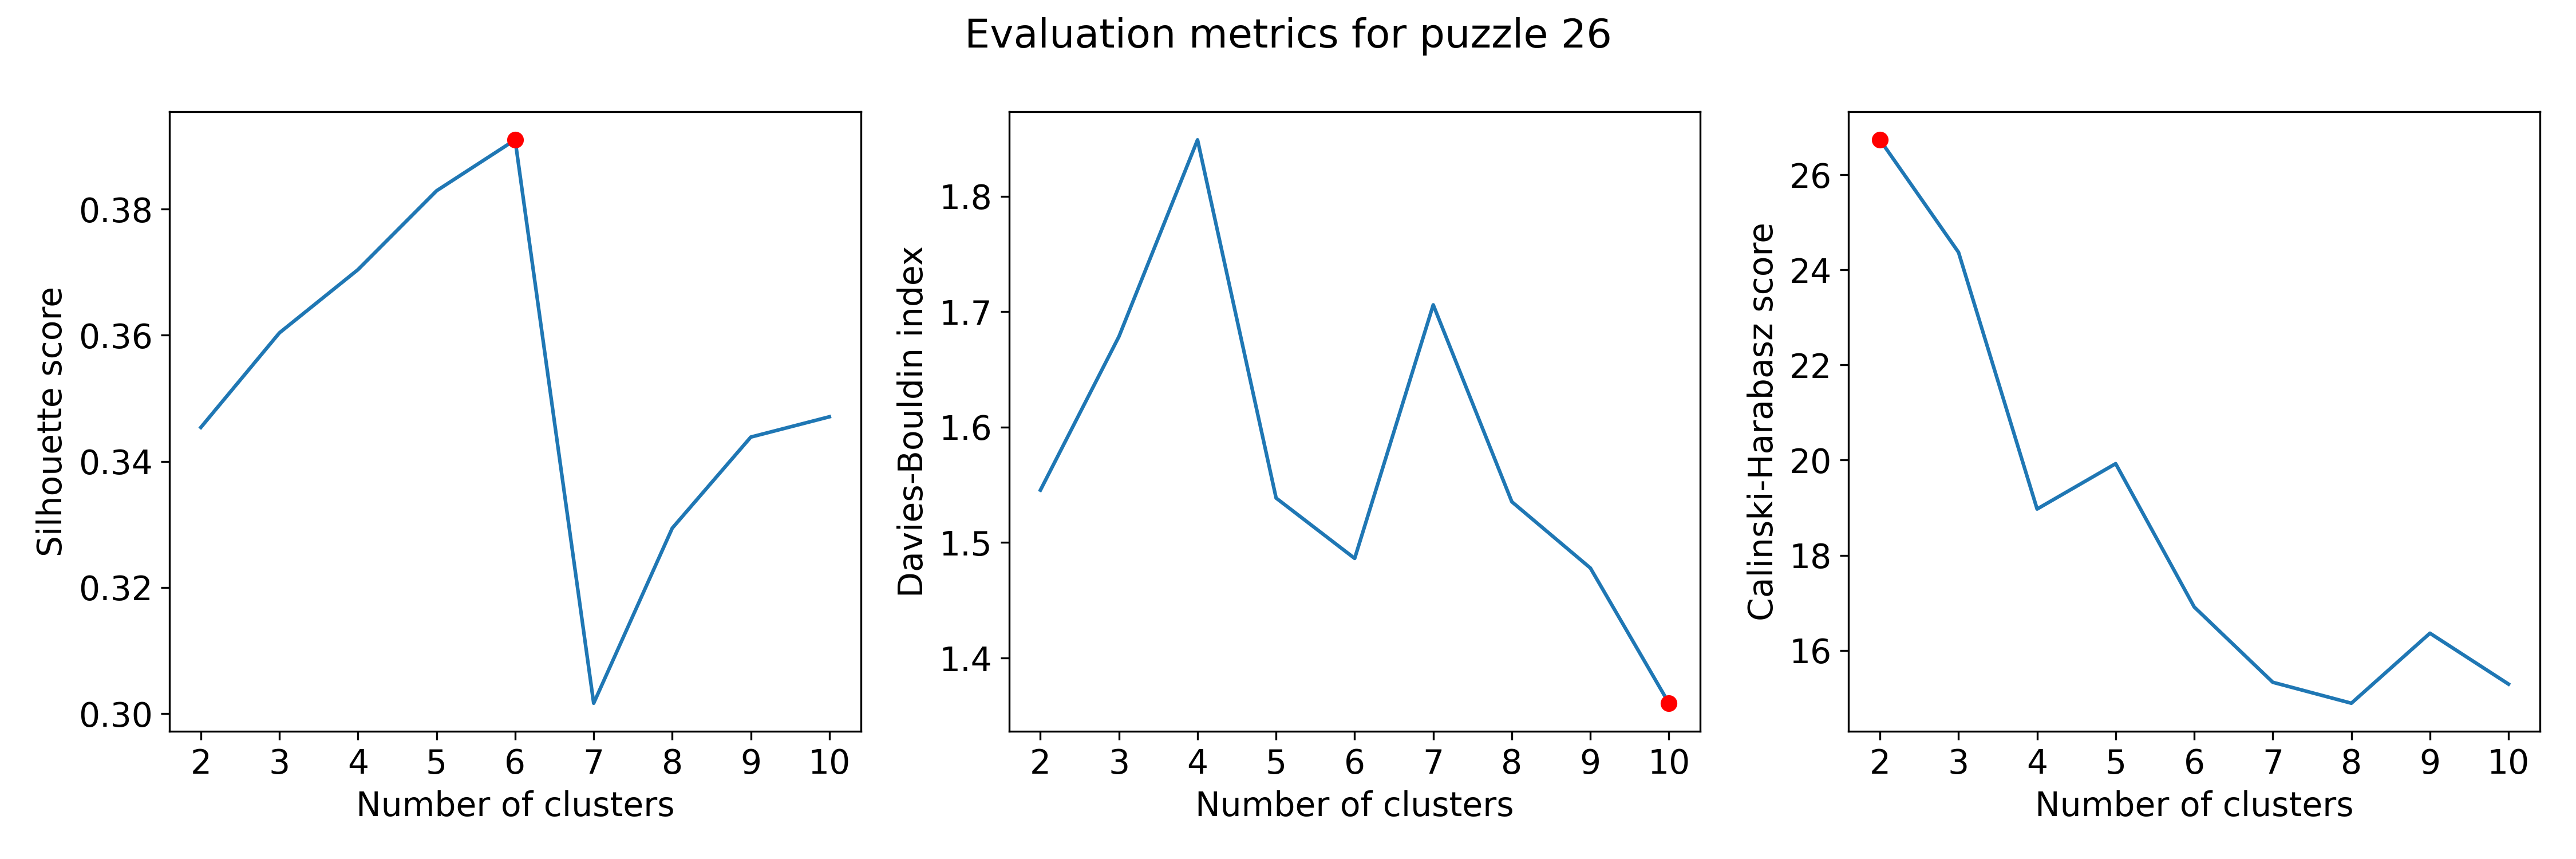 Evaluation metrics for puzzle 26
Silhouette score
0.38
0.36
0.34
0.32
0.30
2 3 4 5 6 7 8 9 10
Number of clusters
Davies-Bouldin index
1.8
1.7
1.6
1.5
1.4
2 3 4 5 6 7 8 9 10
Number of clusters
Calinski-Harabasz score
26
24
22
20
18
16
2 3 4 5 6 7 8 9 10
Number of clusters